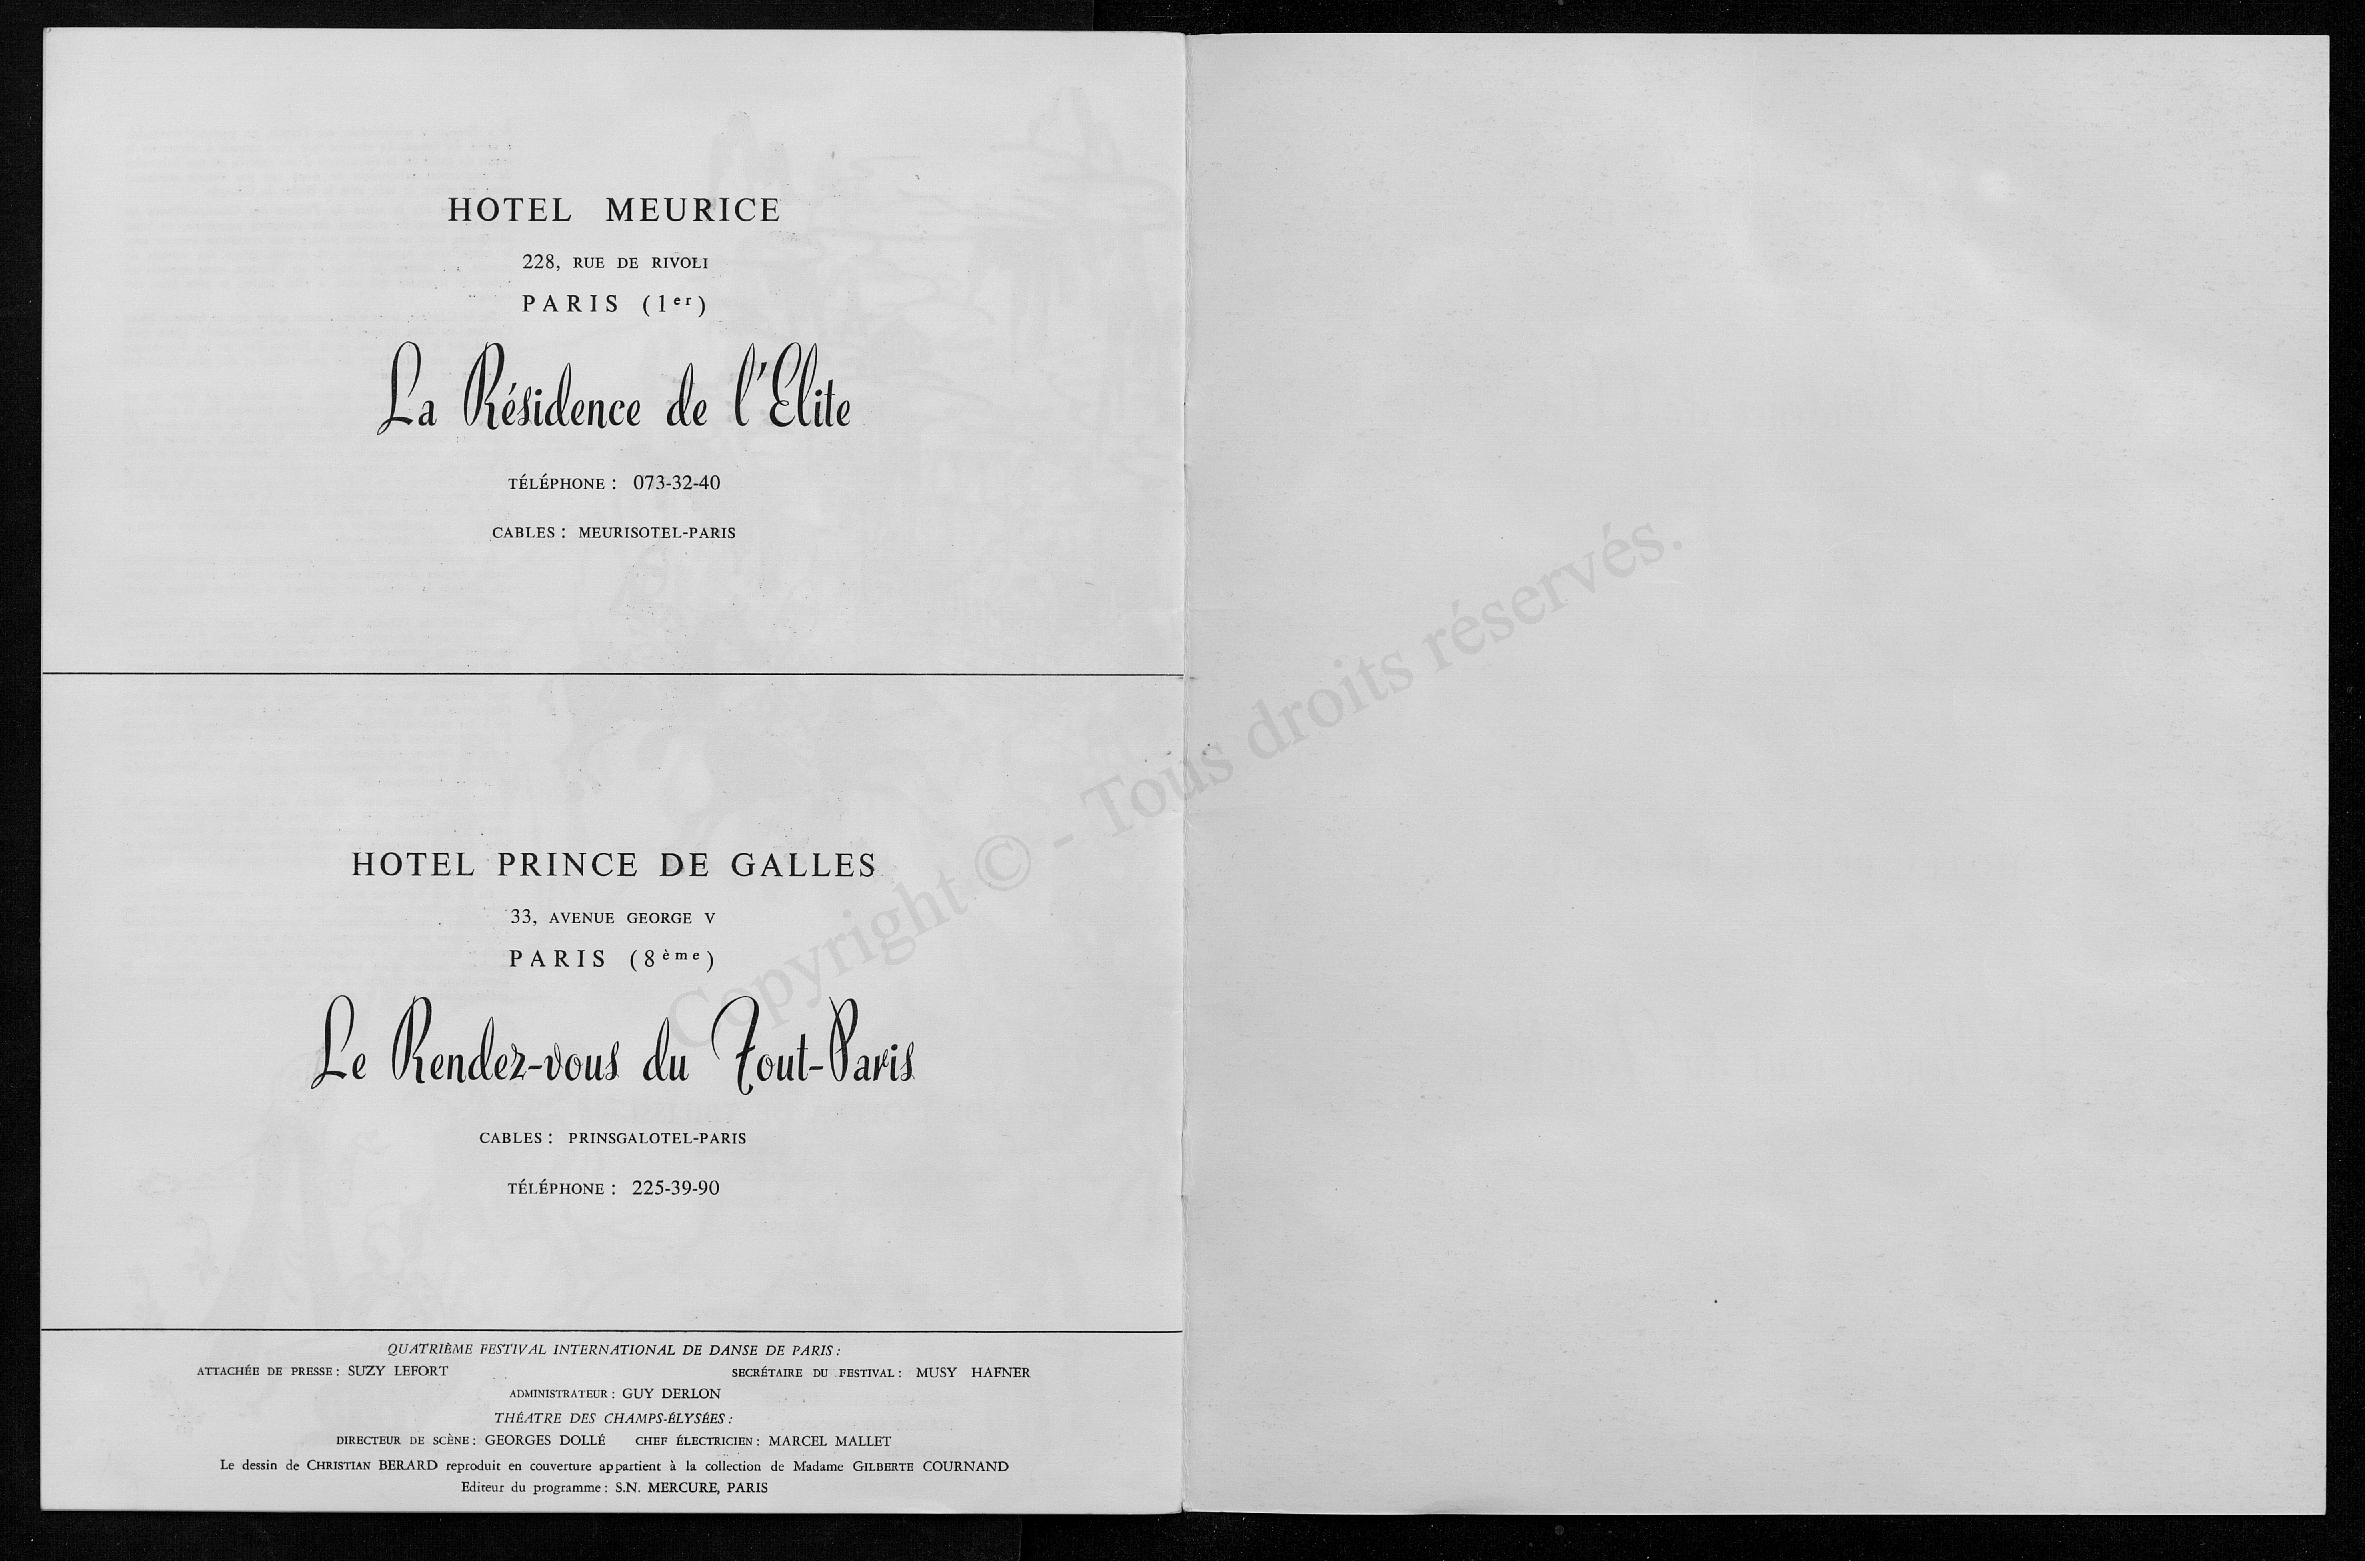 HOTEL MEURICE
228, RUE DE RIVOLI
PARIS (1er)
La Résidence de l'Elite
TÉLÉPHONE : 073-32-40
CABLES : MEURISOTEL-PARIS
HOTEL PRINCE DE GALLES
33, AVENUE GEORGE V
PARIS (8ème)
Le Rendez-vous du Tout-Paris
CABLES : PRINSGALOTEL-PARIS
TÉLÉPHONE : 225-39-90
QUATRIÈME FESTIVAL INTERNATIONAL DE DANSE DE PARIS :
ATTACHÉE DE PRESSE : SUZY LEFORT SECRÉTAIRE DU FESTIVAL : MUSY HAFNER
ADMINISTRATEUR : GUY DERLON
THÉATRE DES CHAMPS-ÉLYSÉES :
DIRECTEUR DE SCÈNE : GEORGES DOLLÉ CHEF ÉLECTRICIEN : MARCEL MALLET
Le dessin de CHRISTIAN BERARD reproduit en couverture appartient à la collection de Madame GILBERTE COURNAND
Editeur du programme : S.N. MERCURE, PARIS
Copyright © - Tous droits réservés.